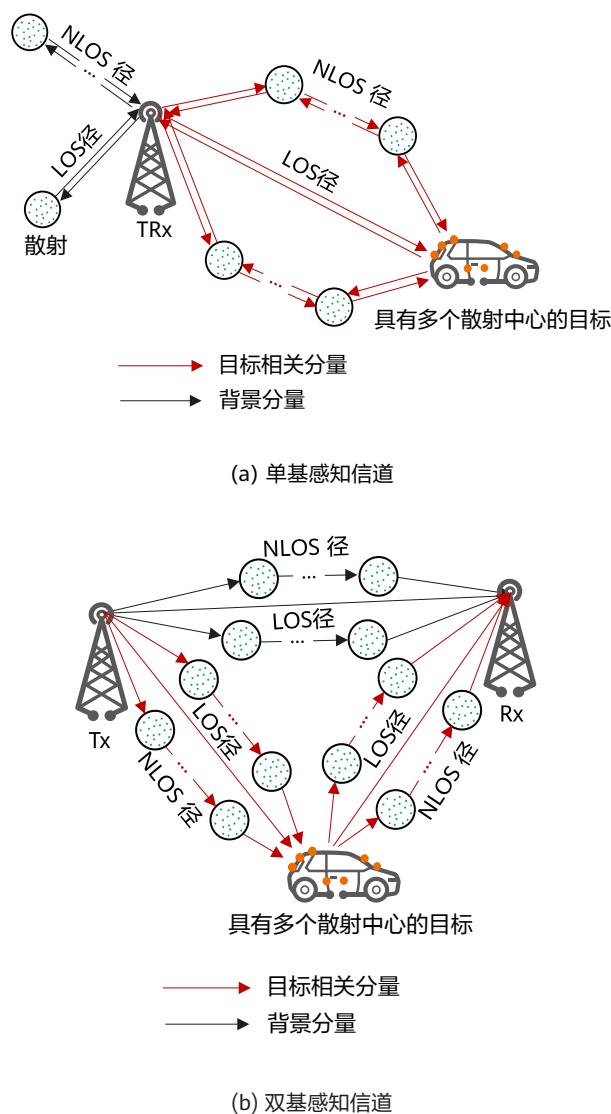 NLOS 径
...
NLOS 径
...
LOS径
LOS径
散射
TRx
...
具有多个散射中心的目标
目标相关分量
背景分量
(a) 单基感知信道
NLOS 径
...
LOS径
...
Tx
Rx
...
LOS径
...
LOS径
...
NLOS 径
...
NLOS 径
具有多个散射中心的目标
目标相关分量
背景分量
(b) 双基感知信道